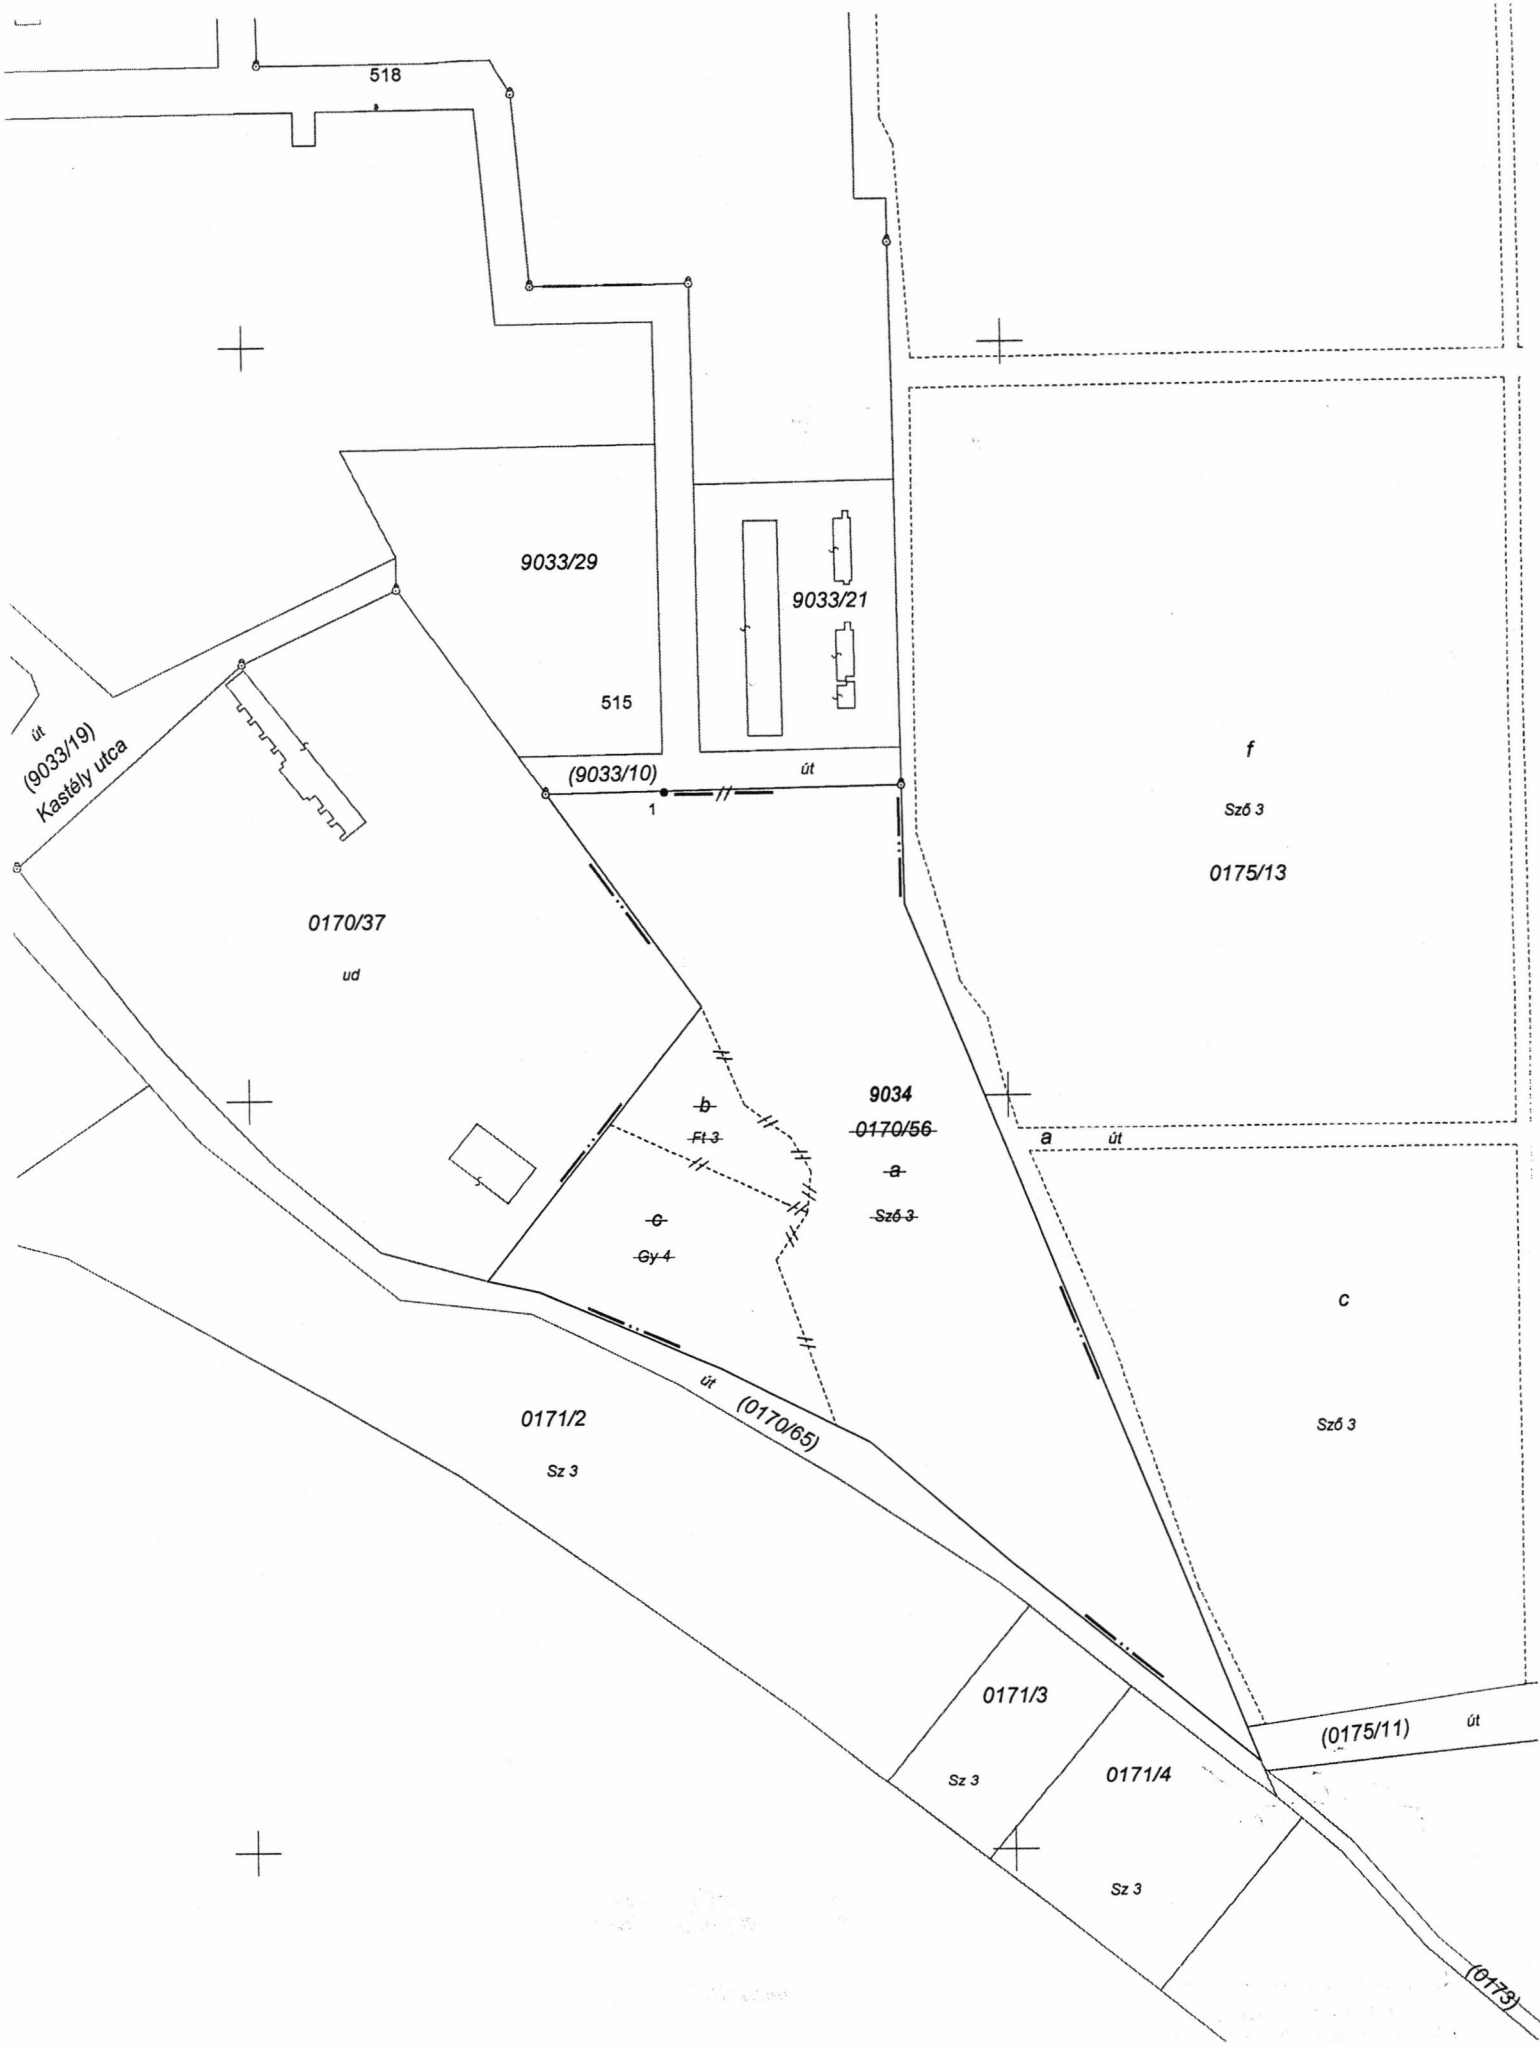 518
9033/29
9033/21
515
út
(9033/19)
Kastély utca
(9033/10)
út
1
f
Sző 3
0175/13
0170/37
ud
9034
b
0170/56
Ft 3
a
út
a
c
Sző 3
Gy 4
c
út
(0170/65)
0171/2
Sző 3
Sz 3
0171/3
(0175/11)
út
0171/4
Sz 3
Sz 3
(0173)